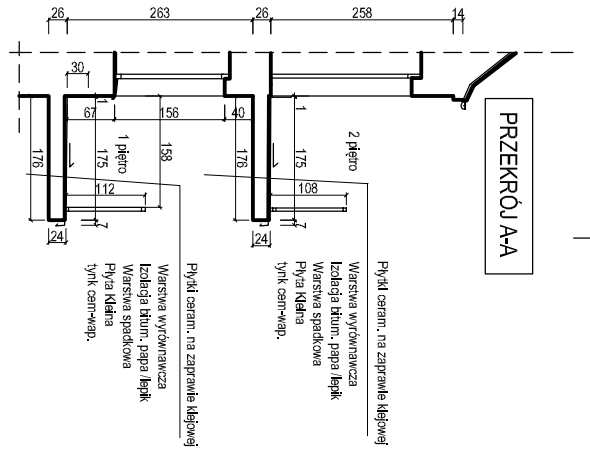 26
263
26
258
14
30
67
1
156
40
1
158
176
175
176
175
1 piętro
2 piętro
112
108
7
7
24
24
PRZEKRÓJ A-A
Płytki ceram. na zaprawie klejowej
Warstwa wyrównawcza
Izolacja bitum. papa /lepik
Warstwa spadkowa
Płyta Kleina
tynk cem-wap.
Płytki ceram. na zaprawie klejowej
Warstwa wyrównawcza
Izolacja bitum. papa /lepik
Warstwa spadkowa
Płyta Kleina
tynk cem-wap.